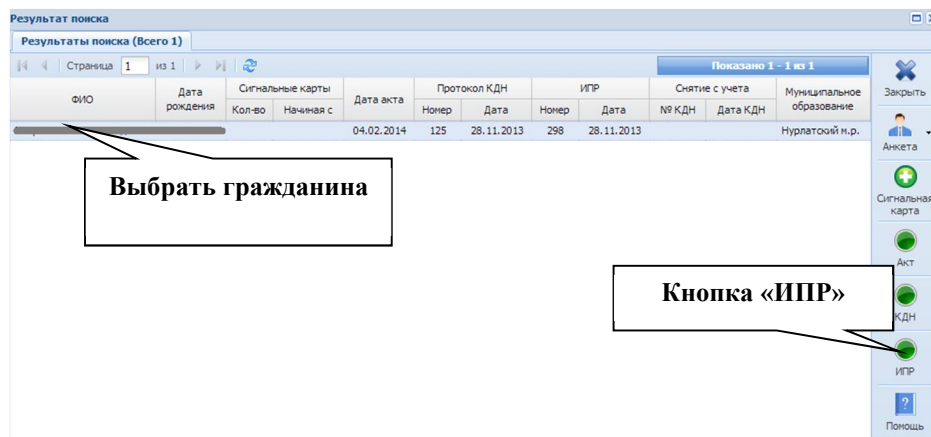 Результат поиска
Результаты поиска (Всего 1)
Страница 1 из 1
Показано 1 - 1 из 1
ФИО
Дата рождения
Сигнальные карты
Кол-во Начиная с
Дата акта
Протокол КДН
Номер Дата
ИПР
Номер Дата
Снятие с учета
№ КДН Дата КДН
Муниципальное образование
04.02.2014 125 28.11.2013 298 28.11.2013 Нурлатский м.р.
Выбрать гражданина
Кнопка «ИПР»
Закрыть
Анкета
Сигнальная
карта
Акт
КДН
ИПР
Помощь